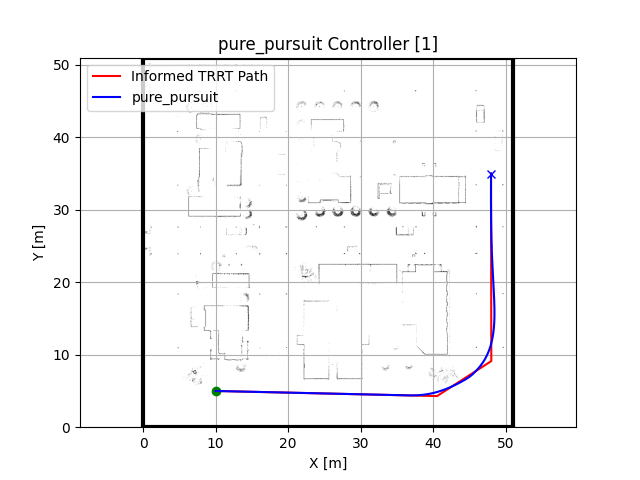 pure_pursuit Controller [1]
Informed TRRT Path
pure_pursuit
50
40
30
20
10
0
Y [m]
0 10 20 30 40 50
X [m]